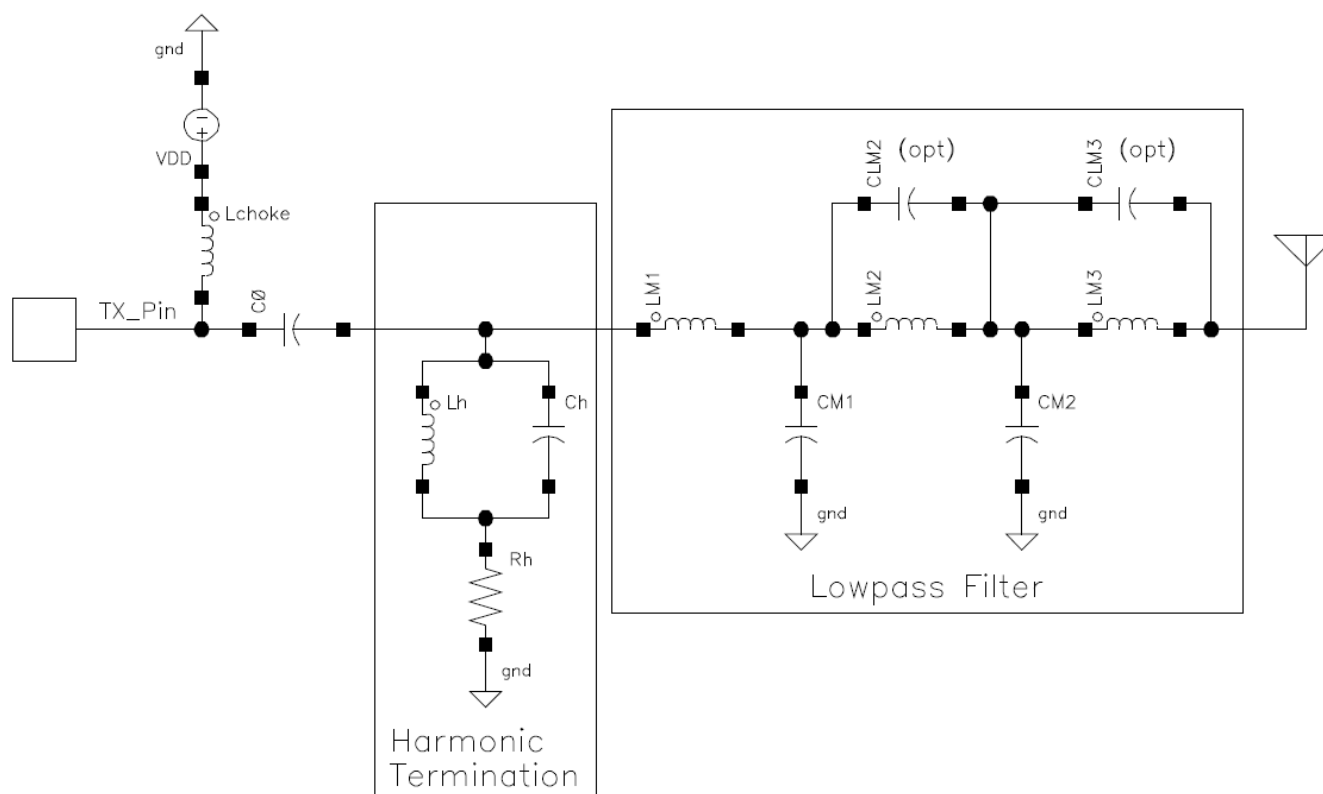 gnd
VDD
Lchoke
TX_Pin
C0
Lh
Ch
Rh
gnd
Harmonic
Termination
CLM2
(opt)
CLM3
(opt)
LM1
LM2
LM3
CM1
CM2
gnd
gnd
Lowpass Filter